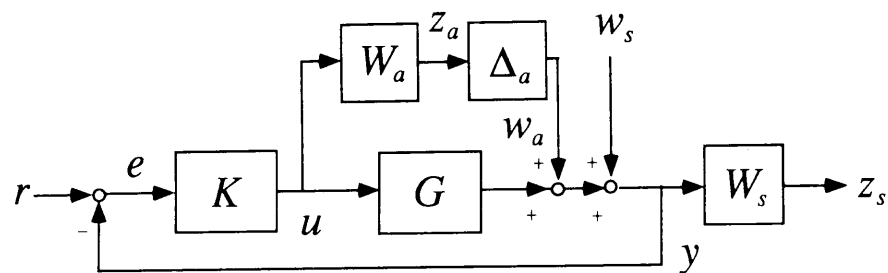 z_a
w_s
W_a
Δ_a
w_a
r
e
K
G
+
+
+
+
W_s
z_s
−
u
y